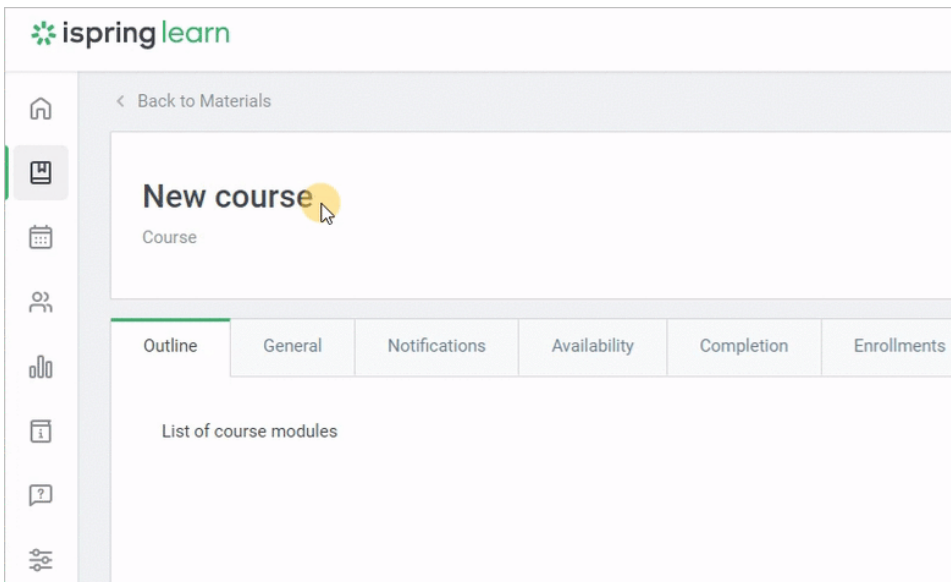 ispring learn
< Back to Materials
New course
Course
Outline General Notifications Availability Completion Enrollments
List of course modules